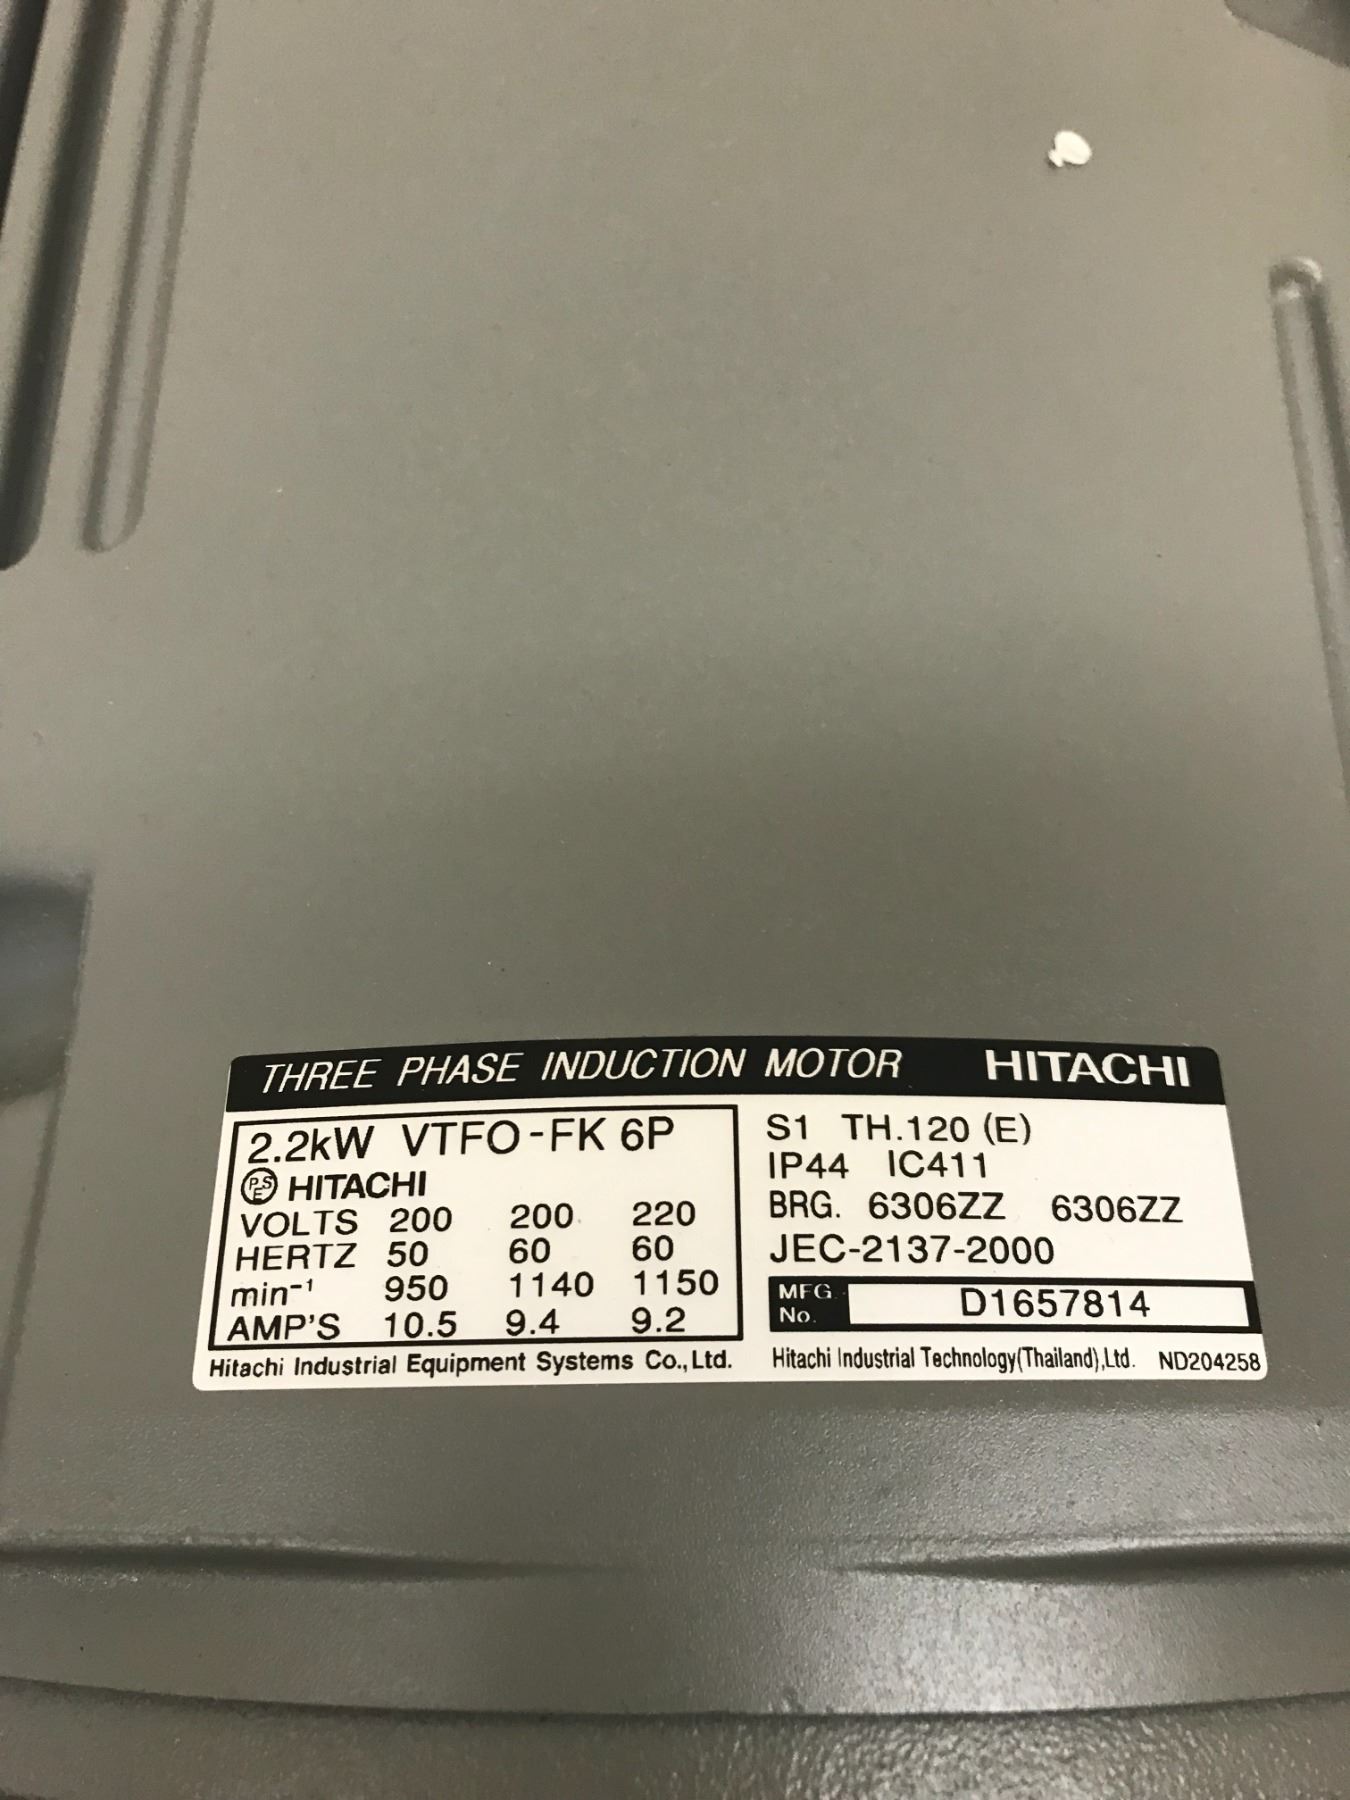 THREE PHASE INDUCTION MOTOR HITACHI
2.2kW VTFO-FK 6P
PSE HITACHI
VOLTS 200 200 220
HERTZ 50 60 60
min⁻¹ 950 1140 1150
AMP'S 10.5 9.4 9.2
Hitachi Industrial Equipment Systems Co.,Ltd.
S1 TH.120 (E)
IP44 IC411
BRG. 6306ZZ 6306ZZ
JEC-2137-2000
MFG. No. D1657814
Hitachi Industrial Technology(Thailand),Ltd. ND204258